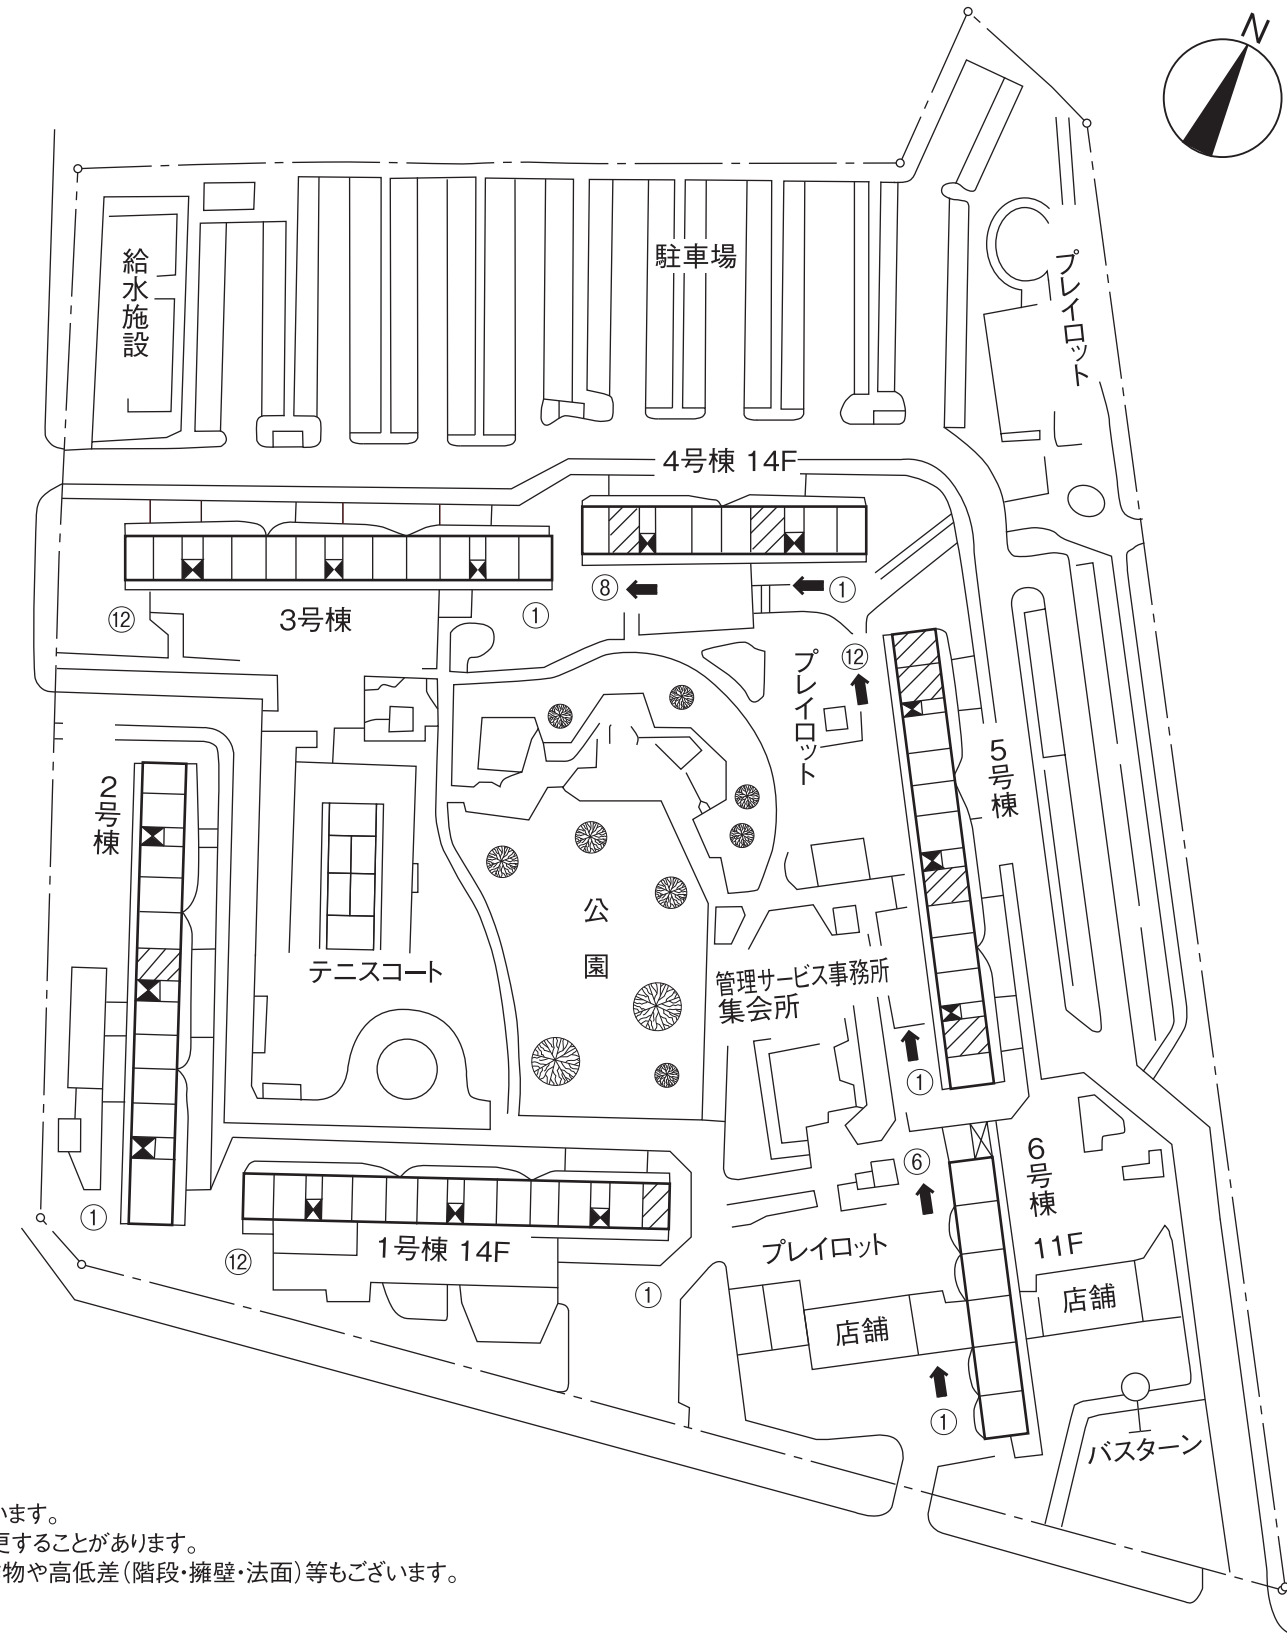 N
駐車場
給水施設
プレイロット
4号棟 14F
⑧
①
⑫
3号棟
①
⑫
プレイロット
5号棟
2号棟
公園
テニスコート
管理サービス事務所
集会所
①
6号棟
11F
⑥
①
⑫
1号棟 14F
①
プレイロット
店舗
店舗
①
バスターン
います。
更することがあります。
物や高低差（階段・擁壁・法面）等もございます。